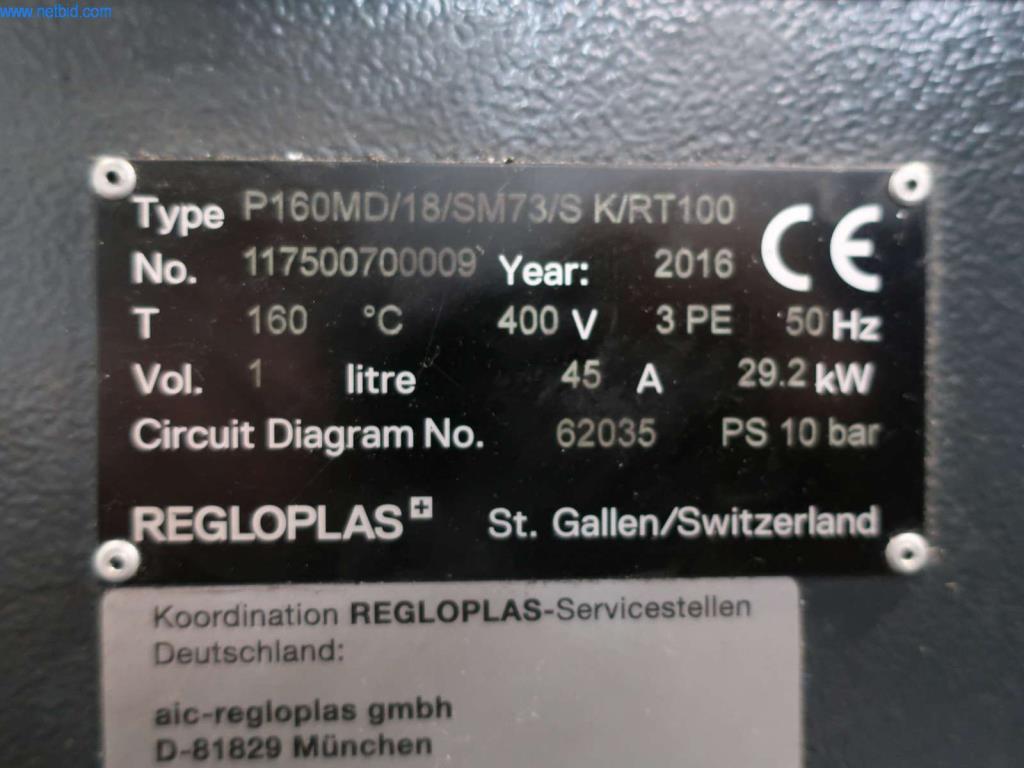 www.netbid.com
Type P160MD/18/SM73/S K/RT100
No. 117500700009 Year: 2016 CE
T 160 °C 400 V 3 PE 50 Hz
Vol. 1 litre 45 A 29.2 kW
Circuit Diagram No. 62035 PS 10 bar
REGLOPLAS St. Gallen/Switzerland
Koordination REGLOPLAS-Servicestellen
Deutschland:
aic-regloplas gmbh
D-81829 München